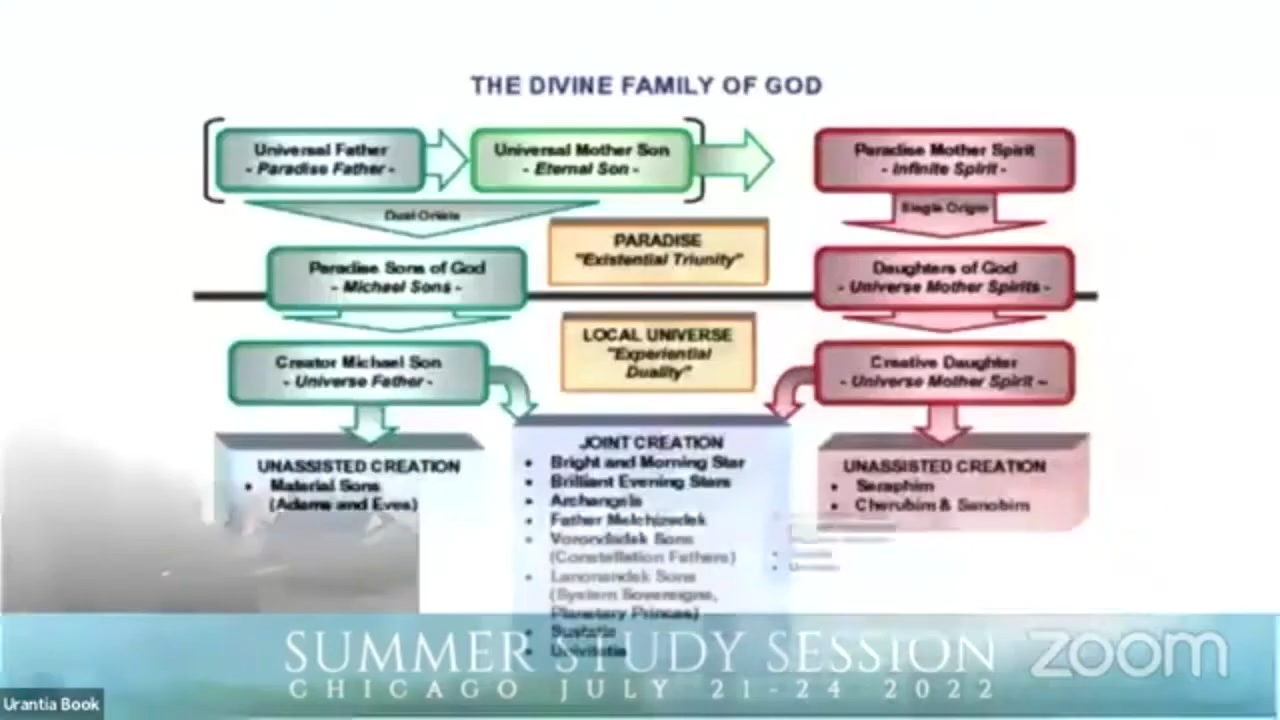 THE DIVINE FAMILY OF GOD
Universal Father
- Paradise Father -
Universal Mother Son
- Eternal Son -
Paradise Mother Spirit
- Infinite Spirit -
Dual Origin
Single Origin
PARADISE
"Existential Triunity"
Paradise Sons of God
- Michael Sons -
Daughters of God
- Universe Mother Spirits -
LOCAL UNIVERSE
"Experiential
Duality"
Creator Michael Son
- Universe Father -
Creative Daughter
- Universe Mother Spirit -
UNASSISTED CREATION
• Material Sons
(Adams and Eves)
JOINT CREATION
• Bright and Morning Star
• Brilliant Evening Stars
• Archangels
• Father Melchizedek
• Vorondadek Sons
(Constellation Fathers)
• Lanonandek Sons
(System Sovereigns,
Planetary Princes)
• Susatia
• Univitatia
UNASSISTED CREATION
• Seraphim
• Cherubim & Sanobim
SUMMER STUDY SESSION
CHICAGO JULY 21-24 2022
zoom
Urantia Book